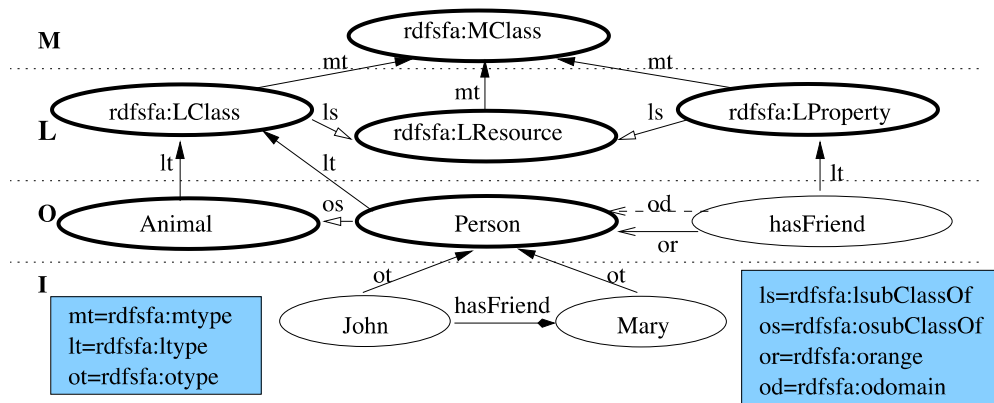 M
rdfsfa:MClass
mt
mt
mt
L
rdfsfa:LClass
ls
rdfsfa:LResource
ls
rdfsfa:LProperty
lt
lt
lt
O
Animal
os
Person
od
or
hasFriend
I
ot
ot
John
hasFriend
Mary
mt=rdfsfa:mtype
lt=rdfsfa:ltype
ot=rdfsfa:otype
ls=rdfsfa:lsubClassOf
os=rdfsfa:osubClassOf
or=rdfsfa:orange
od=rdfsfa:odomain